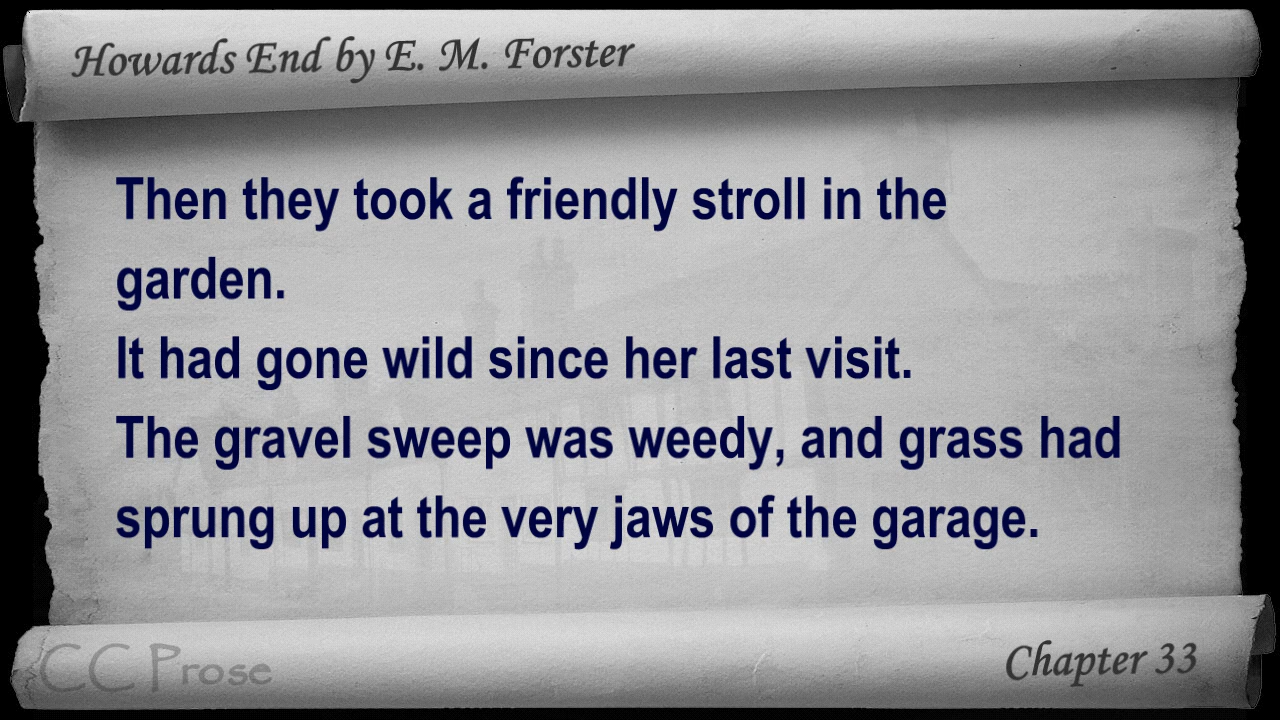 Howards End by E. M. Forster
Then they took a friendly stroll in the
garden.
It had gone wild since her last visit.
The gravel sweep was weedy, and grass had
sprung up at the very jaws of the garage.
CC Prose
Chapter 33